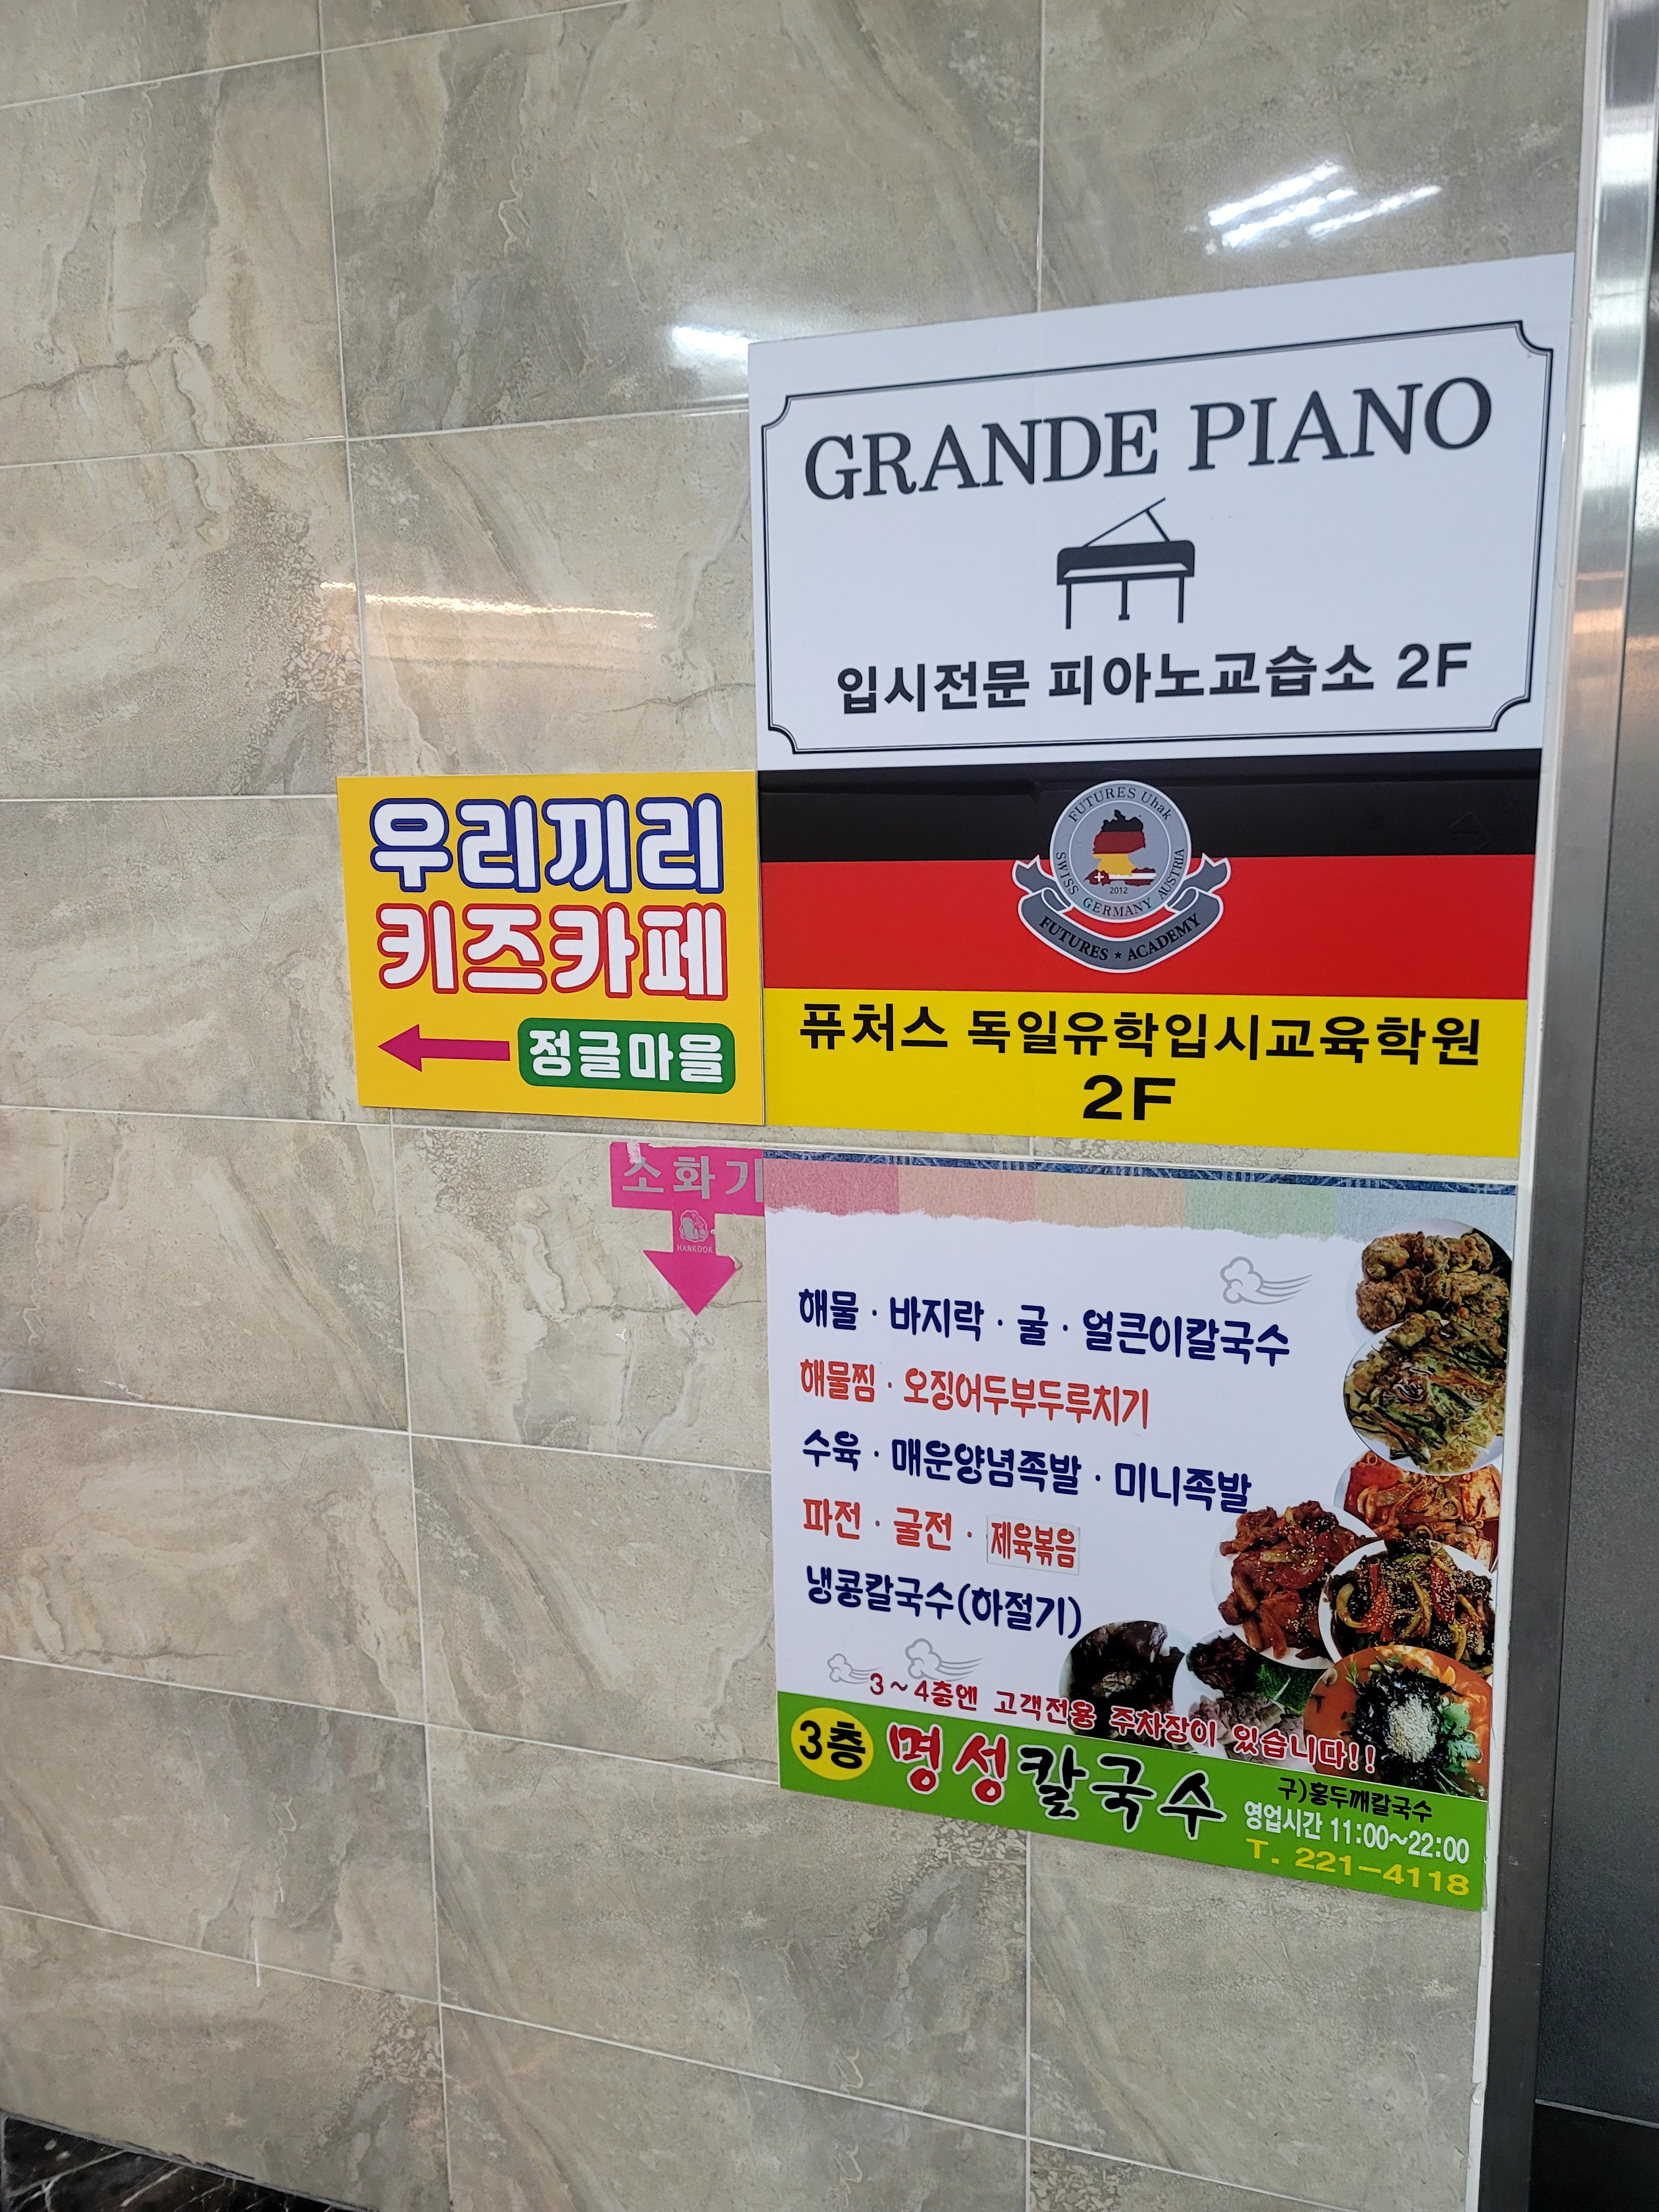 GRANDE PIANO
입시전문 피아노교습소 2F
우리끼리
키즈카페
정글마을
FUTURES Uhak
SWISS GERMANY AUSTRIA
2012
FUTURES ★ ACADEMY
퓨처스 독일유학입시교육학원
2F
소화기
HANKOOK
해물 · 바지락 · 굴 · 얼큰이칼국수
해물찜 · 오징어두부두루치기
수육 · 매운양념족발 · 미니족발
파전 · 굴전 · 제육볶음
냉콩칼국수(하절기)
3~4층엔 고객전용 주차장이 있습니다!!
3층 명성칼국수
구)홍두깨칼국수
영업시간 11:00~22:00
T. 221-4118